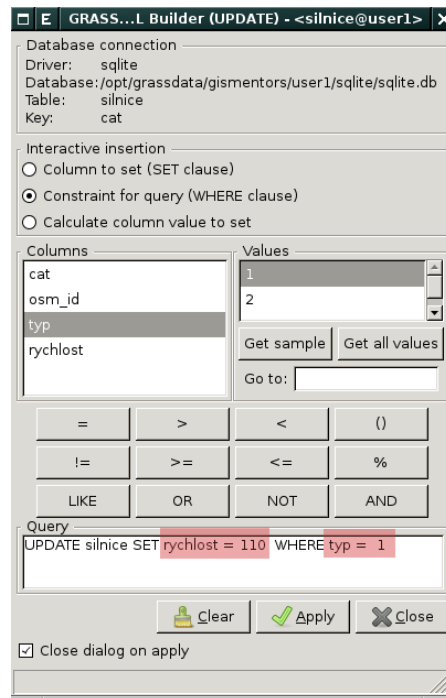 GRASS...L Builder (UPDATE) - <silnice@user1>
Database connection
Driver: sqlite
Database:/opt/grassdata/gismentors/user1/sqlite/sqlite.db
Table: silnice
Key: cat
Interactive insertion
Column to set (SET clause)
Constraint for query (WHERE clause)
Calculate column value to set
Columns
cat
osm_id
typ
rychlost
Values
1
2
Get sample Get all values
Go to:
= > < ()
!= >= <= %
LIKE OR NOT AND
Query
UPDATE silnice SET rychlost = 110 WHERE typ = 1
Clear Apply Close
Close dialog on apply